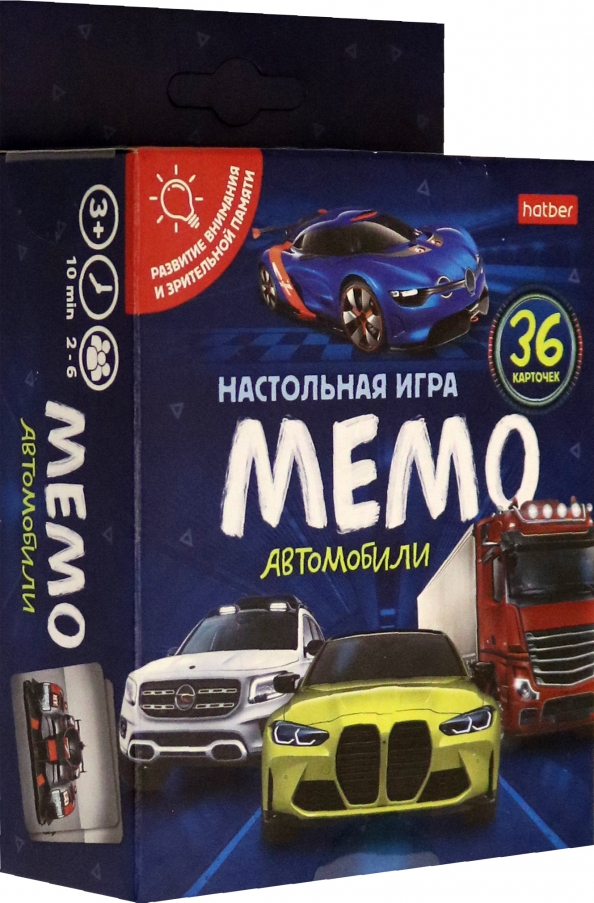 РАЗВИТИЕ ВНИМАНИЯ
И ЗРИТЕЛЬНОЙ ПАМЯТИ
hatber
36
КАРТОЧЕК
НАСТОЛЬНАЯ ИГРА
МЕМО
АВТОМОБИЛИ
3+
10 min
2 - 6
МЕМО
АВТОМОБИЛИ